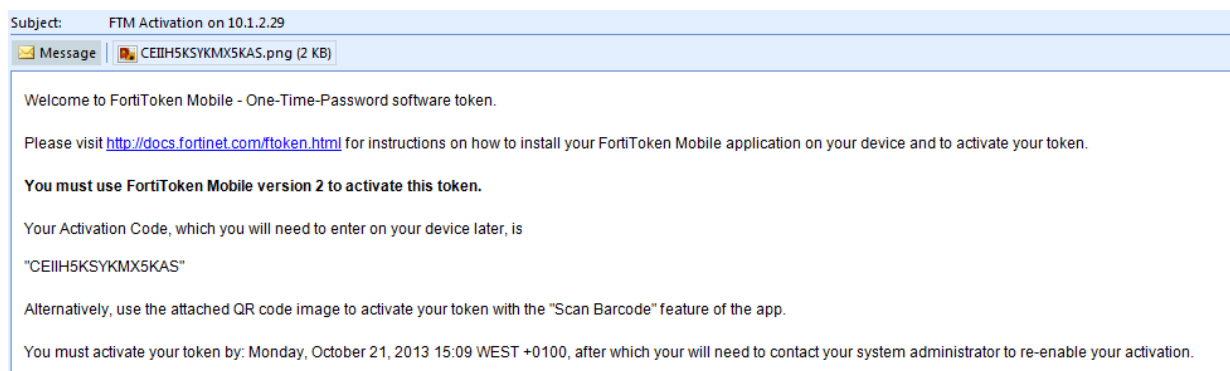 Subject: FTM Activation on 10.1.2.29
Message CEIIH5KSYKMX5KAS.png (2 KB)
Welcome to FortiToken Mobile - One-Time-Password software token.
Please visit http://docs.fortinet.com/ftoken.html for instructions on how to install your FortiToken Mobile application on your device and to activate your token.
You must use FortiToken Mobile version 2 to activate this token.
Your Activation Code, which you will need to enter on your device later, is
"CEIIH5KSYKMX5KAS"
Alternatively, use the attached QR code image to activate your token with the "Scan Barcode" feature of the app.
You must activate your token by: Monday, October 21, 2013 15:09 WEST +0100, after which your will need to contact your system administrator to re-enable your activation.